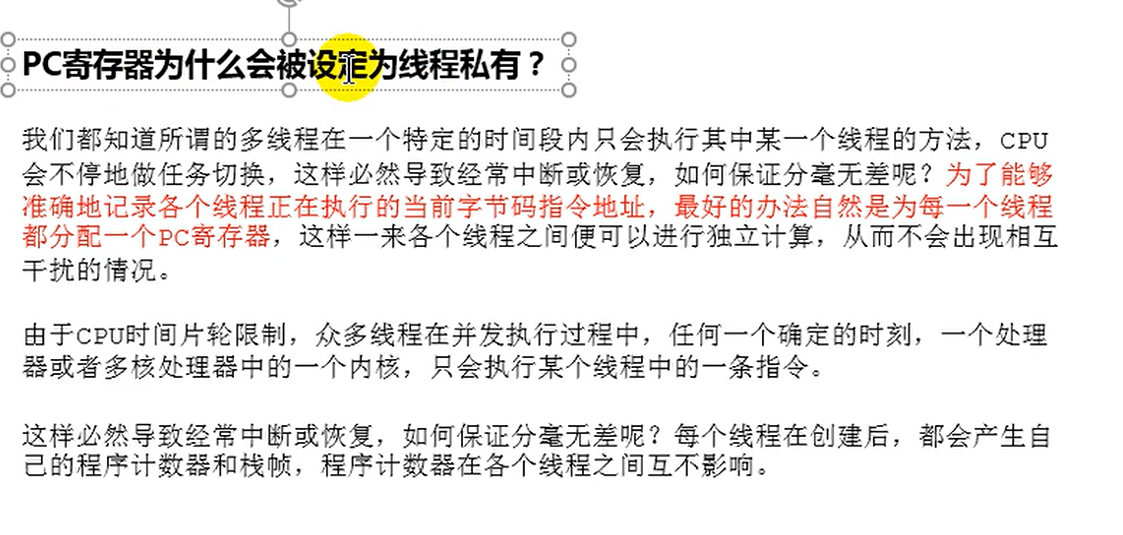 PC寄存器为什么会被设定为线程私有？
我们都知道所谓的多线程在一个特定的时间段内只会执行其中某一个线程的方法，CPU
会不停地做任务切换，这样必然导致经常中断或恢复，如何保证分毫无差呢？为了能够
准确地记录各个线程正在执行的当前字节码指令地址，最好的办法自然是为每一个线程
都分配一个PC寄存器，这样一来各个线程之间便可以进行独立计算，从而不会出现相互
干扰的情况。
由于CPU时间片轮限制，众多线程在并发执行过程中，任何一个确定的时刻，一个处理
器或者多核处理器中的一个内核，只会执行某个线程中的一条指令。
这样必然导致经常中断或恢复，如何保证分毫无差呢？每个线程在创建后，都会产生自
己的程序计数器和栈帧，程序计数器在各个线程之间互不影响。